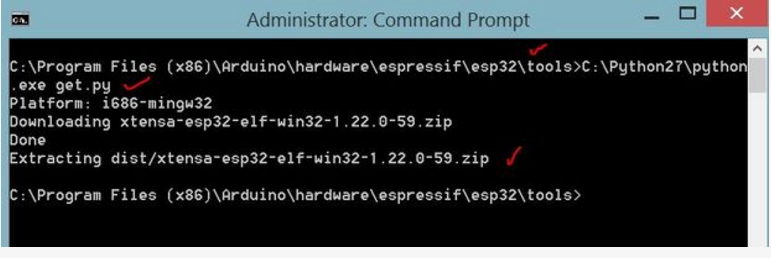 Administrator: Command Prompt
C:\Program Files (x86)\Arduino\hardware\espressif\esp32\tools>C:\Python27\python
.exe get.py
Platform: i686-mingw32
Downloading xtensa-esp32-elf-win32-1.22.0-59.zip
Done
Extracting dist/xtensa-esp32-elf-win32-1.22.0-59.zip
C:\Program Files (x86)\Arduino\hardware\espressif\esp32\tools>